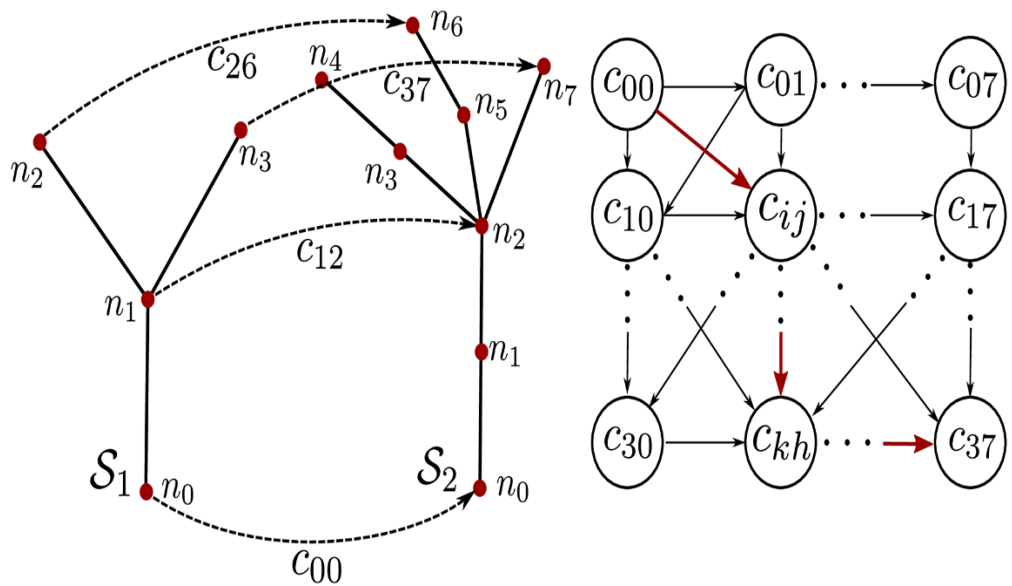 n₆
n₄
c₂₆
c₃₇
n₇
n₅
n₂
n₃
n₃
n₂
c₁₂
n₁
n₁
𝒮₁
n₀
𝒮₂
n₀
c₀₀
c₀₀ c₀₁ ··· c₀₇
c₁₀ cᵢⱼ ··· c₁₇
c₃₀ cₖₕ ··· c₃₇